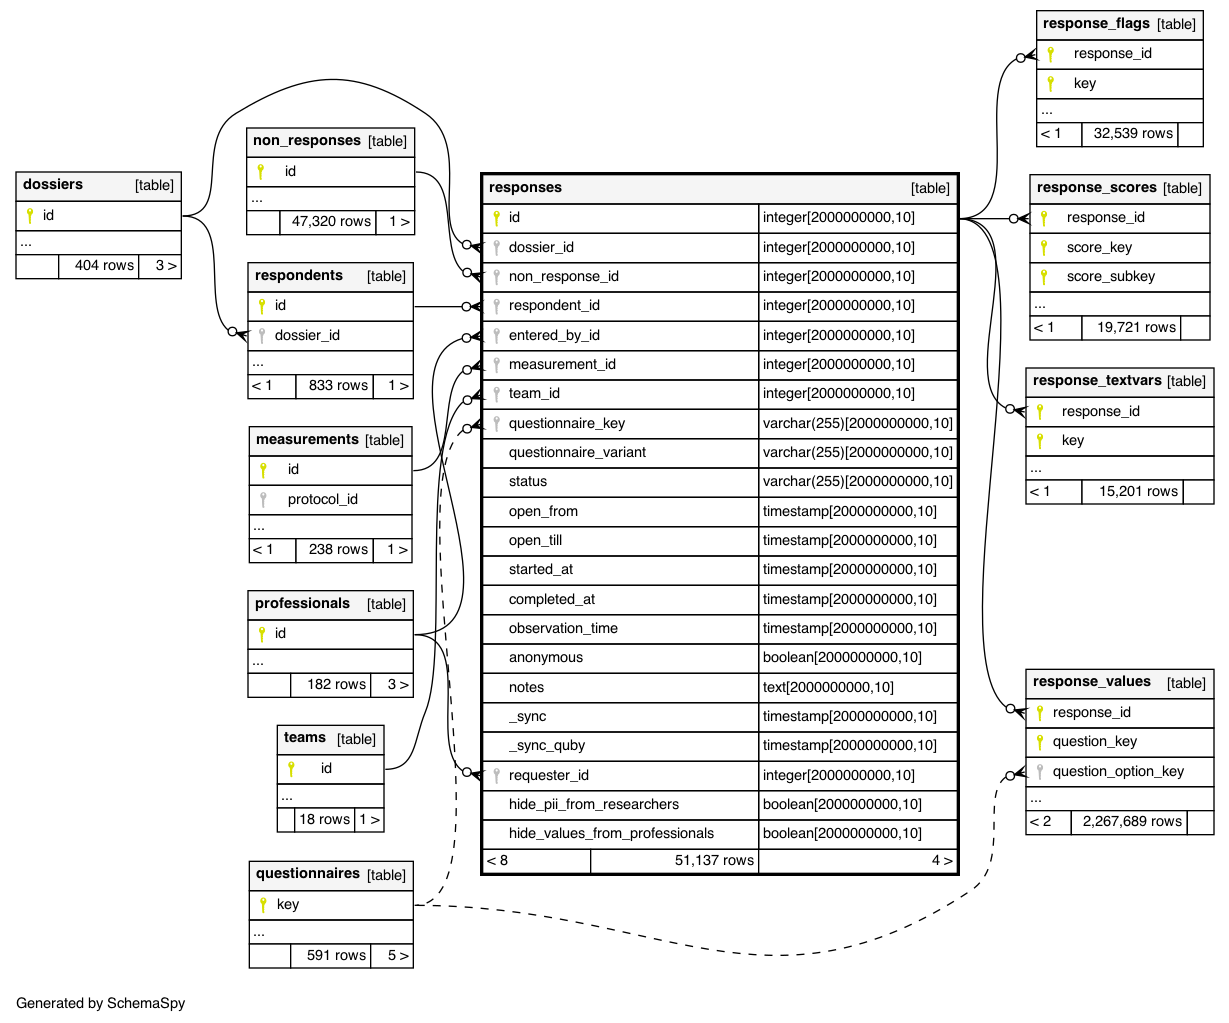 dossiers [table]
id
...
404 rows 3 >
non_responses [table]
id
...
47,320 rows 1 >
respondents [table]
id
dossier_id
...
< 1 833 rows 1 >
measurements [table]
id
protocol_id
...
< 1 238 rows 1 >
professionals [table]
id
...
182 rows 3 >
teams [table]
id
...
18 rows 1 >
questionnaires [table]
key
...
591 rows 5 >
responses [table]
id integer[2000000000,10]
dossier_id integer[2000000000,10]
non_response_id integer[2000000000,10]
respondent_id integer[2000000000,10]
entered_by_id integer[2000000000,10]
measurement_id integer[2000000000,10]
team_id integer[2000000000,10]
questionnaire_key varchar(255)[2000000000,10]
questionnaire_variant varchar(255)[2000000000,10]
status varchar(255)[2000000000,10]
open_from timestamp[2000000000,10]
open_till timestamp[2000000000,10]
started_at timestamp[2000000000,10]
completed_at timestamp[2000000000,10]
observation_time timestamp[2000000000,10]
anonymous boolean[2000000000,10]
notes text[2000000000,10]
_sync timestamp[2000000000,10]
_sync_quby timestamp[2000000000,10]
requester_id integer[2000000000,10]
hide_pii_from_researchers boolean[2000000000,10]
hide_values_from_professionals boolean[2000000000,10]
< 8 51,137 rows 4 >
response_flags [table]
response_id
key
...
< 1 32,539 rows
response_scores [table]
response_id
score_key
score_subkey
...
< 1 19,721 rows
response_textvars [table]
response_id
key
...
< 1 15,201 rows
response_values [table]
response_id
question_key
question_option_key
...
< 2 2,267,689 rows
Generated by SchemaSpy